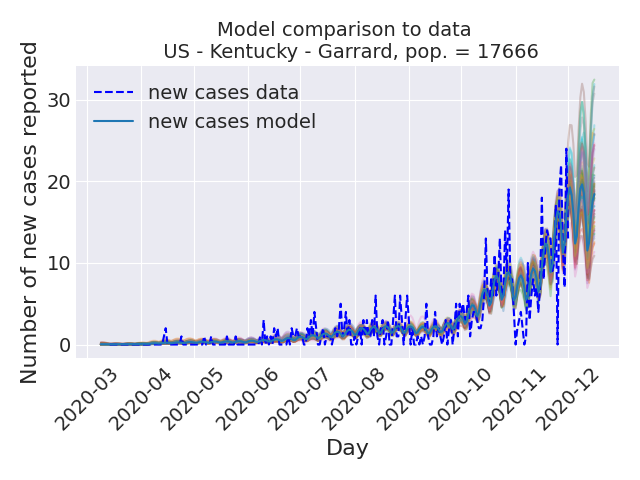 Model comparison to data
US - Kentucky - Garrard, pop. = 17666
Number of new cases reported
new cases data
new cases model
30
20
10
0
2020-03
2020-04
2020-05
2020-06
2020-07
2020-08
2020-09
2020-10
2020-11
2020-12
Day